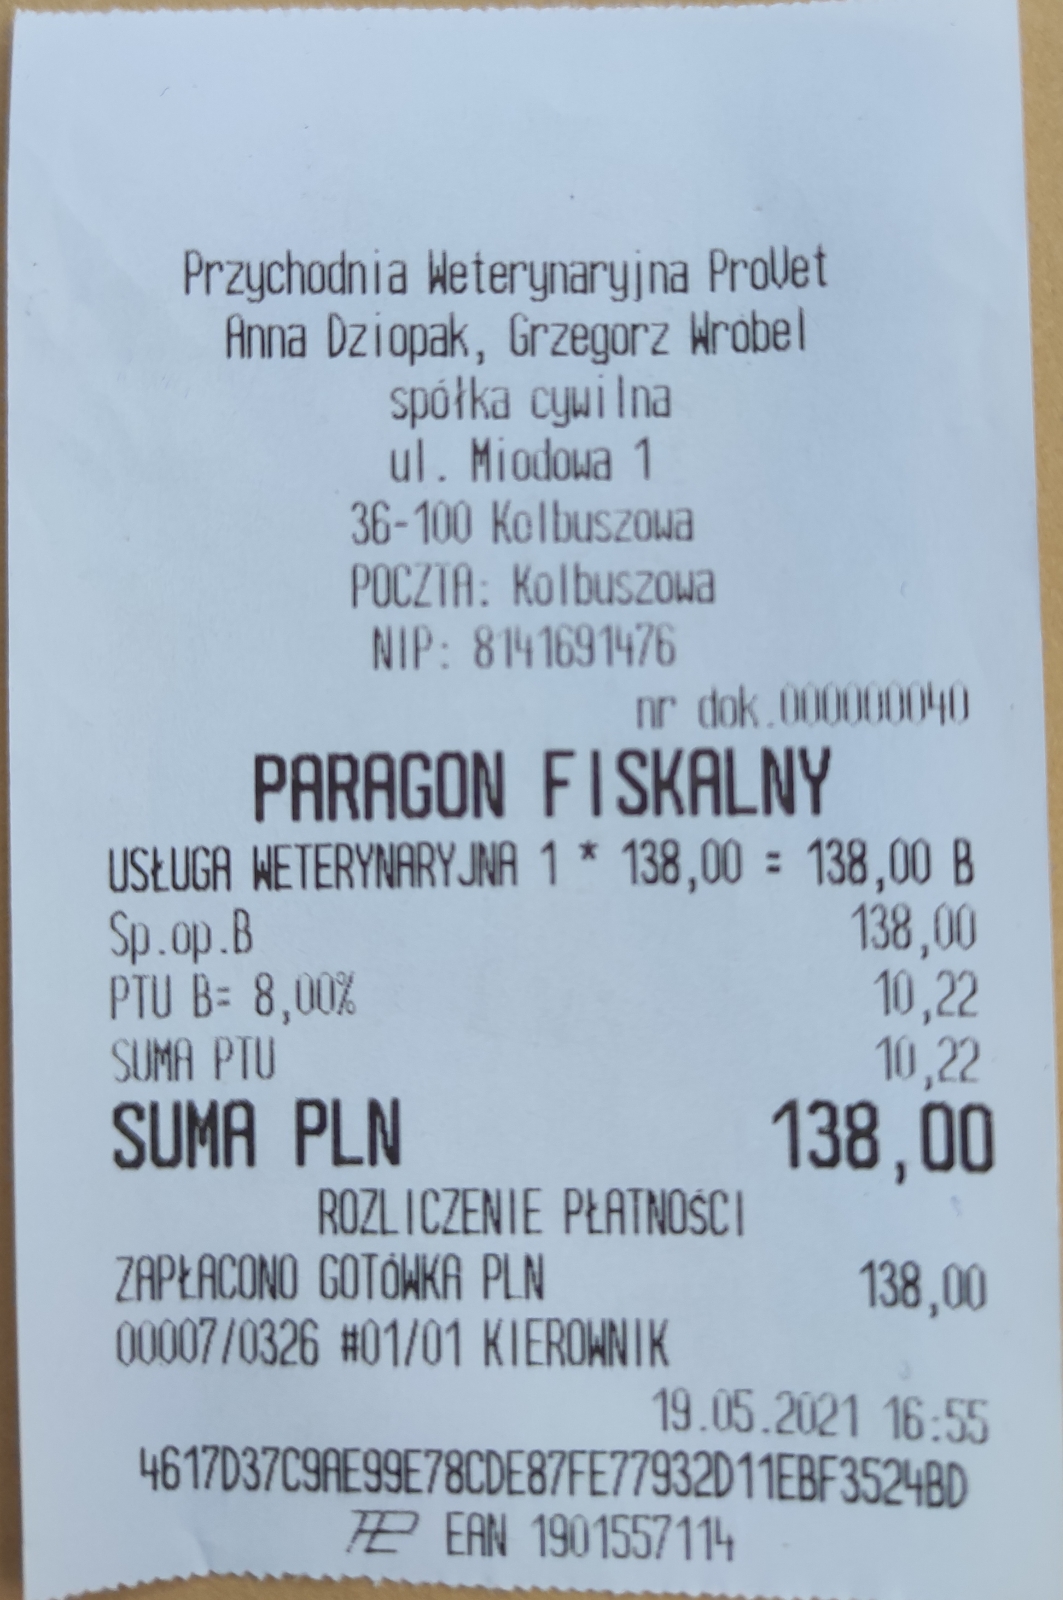 Przychodnia Weterynaryjna ProVet
Anna Dziopak, Grzegorz Wróbel
spółka cywilna
ul. Miodowa 1
36-100 Kolbuszowa
POCZTA: Kolbuszowa
NIP: 8141691476
nr dok.000000040
PARAGON FISKALNY
USŁUGA WETERYNARYJNA 1 * 138,00 = 138,00 B
Sp.op.B 138,00
PTU B= 8,00% 10,22
SUMA PTU 10,22
SUMA PLN 138,00
ROZLICZENIE PŁATNOŚCI
ZAPŁACONO GOTÓWKA PLN 138,00
00007/0326 #01/01 KIEROWNIK
19.05.2021 16:55
4617D37C9AE99E78CDE87FE77932D11EBF3524BD
EAN 1901557114